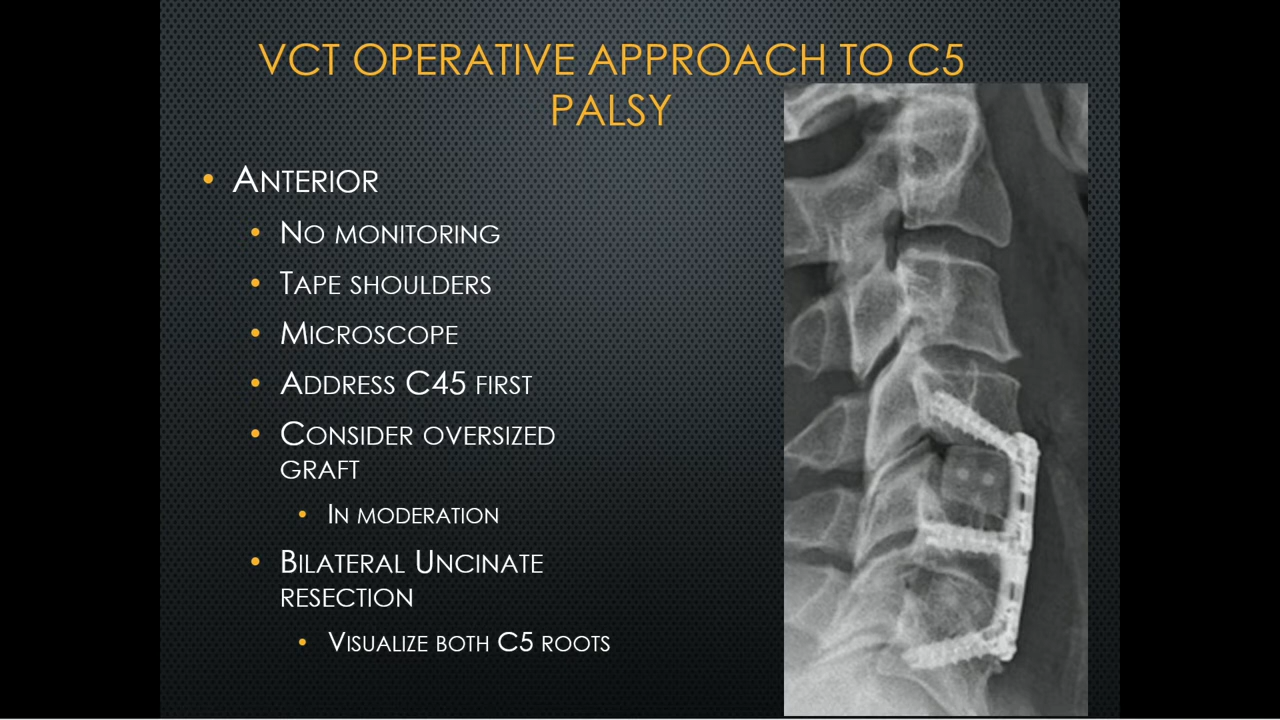 VCT OPERATIVE APPROACH TO C5
PALSY
• ANTERIOR
• NO MONITORING
• TAPE SHOULDERS
• MICROSCOPE
• ADDRESS C45 FIRST
• CONSIDER OVERSIZED
GRAFT
• IN MODERATION
• BILATERAL UNCINATE
RESECTION
• VISUALIZE BOTH C5 ROOTS